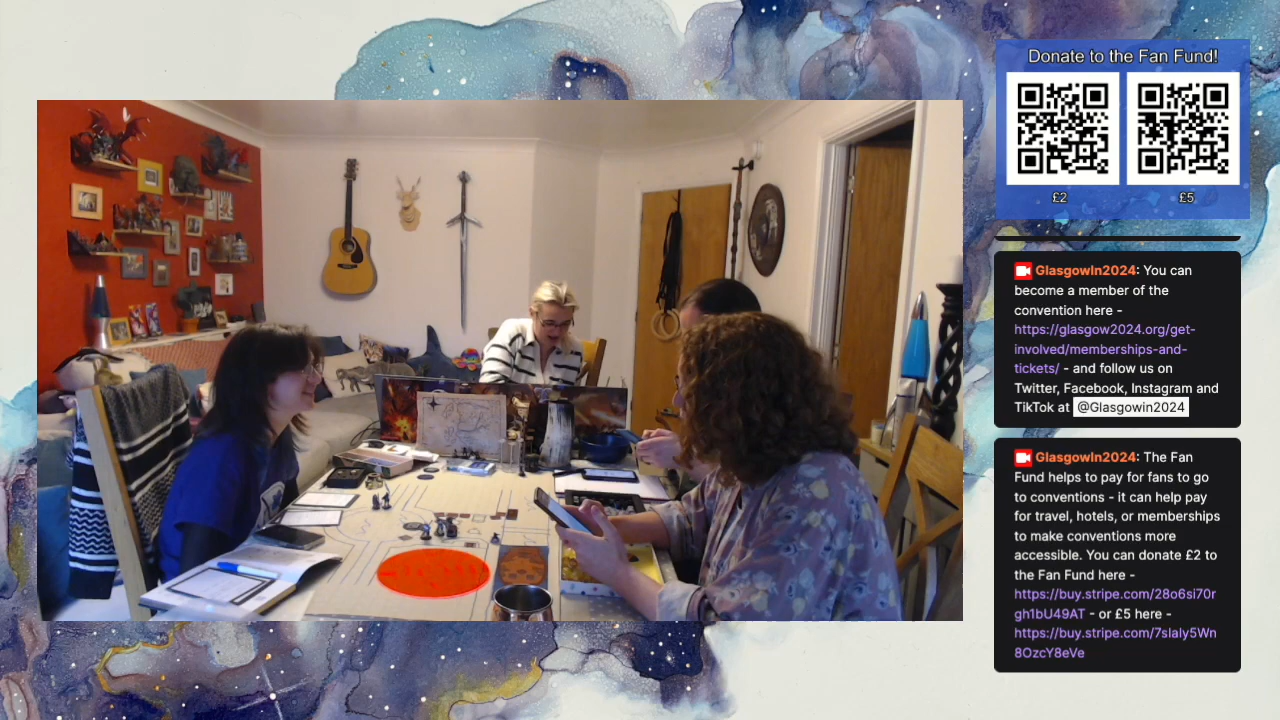 Donate to the Fan Fund!
£2
£5
GlasgowIn2024: You can
become a member of the
convention here -
https://glasgow2024.org/get-
involved/memberships-and-
tickets/ - and follow us on
Twitter, Facebook, Instagram and
TikTok at @Glasgowin2024
GlasgowIn2024: The Fan
Fund helps to pay for fans to go
to conventions - it can help pay
for travel, hotels, or memberships
to make conventions more
accessible. You can donate £2 to
the Fan Fund here -
https://buy.stripe.com/28o6si70r
gh1bU49AT - or £5 here -
https://buy.stripe.com/7sIaIy5Wn
8OzcY8eVe